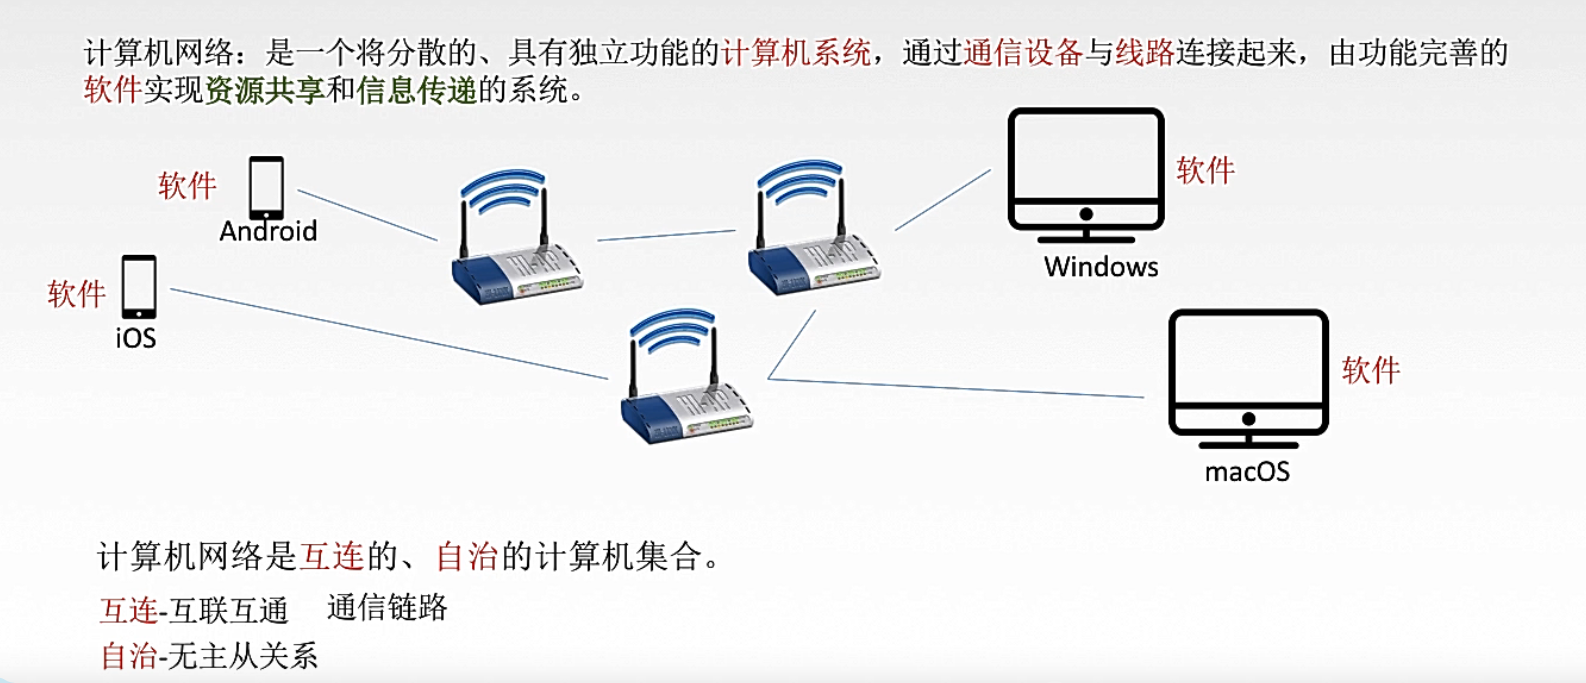 计算机网络：是一个将分散的、具有独立功能的计算机系统，通过通信设备与线路连接起来，由功能完善的
软件实现资源共享和信息传递的系统。
软件
Android
软件
Windows
软件
iOS
软件
macOS
计算机网络是互连的、自治的计算机集合。
互连-互联互通 通信链路
自治-无主从关系